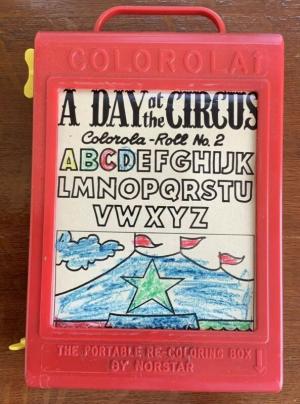 COLOROLA
A DAY at the CIRCUS
Colorola-Roll No. 2
ABCDEFGHIJK
LMNOPQRSTU
VWXYZ
THE PORTABLE RE-COLORING BOX
BY NORSTAR